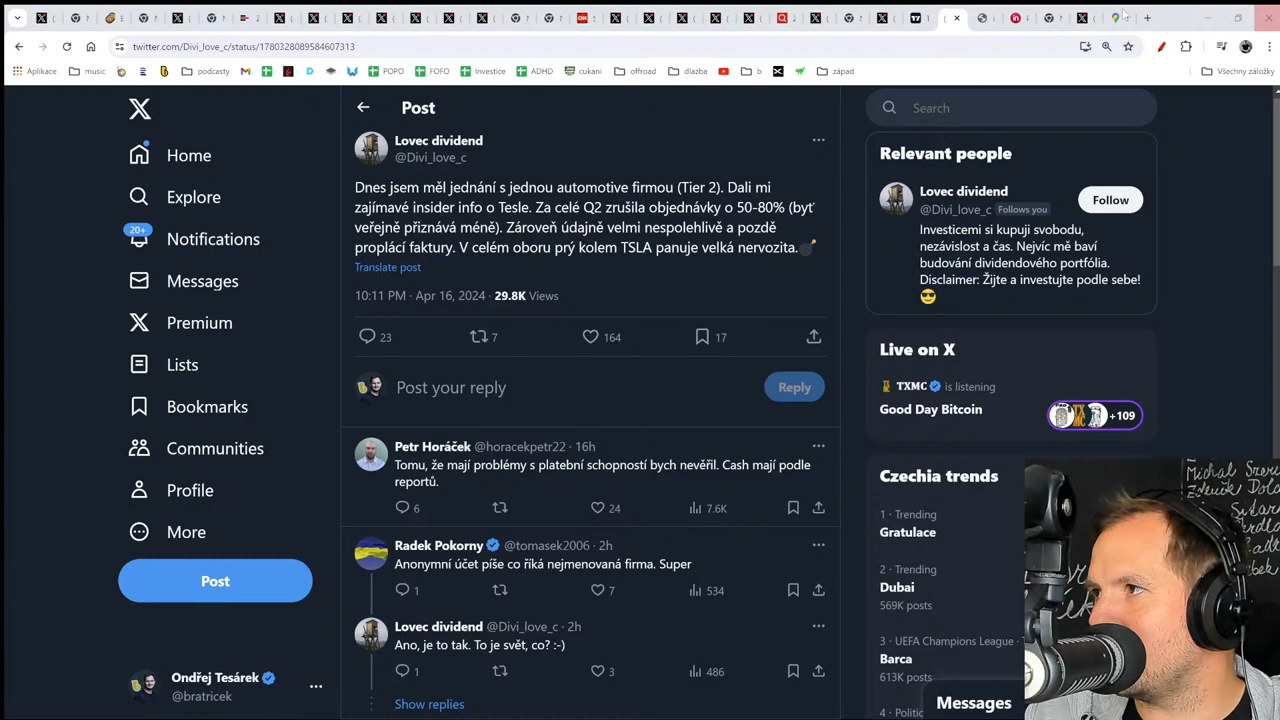 twitter.com/Divi_love_c/status/1780328089584607313
Aplikace
music
podcasty
POPO
FOFO
Investice
ADHD
cukani
offroad
dlazba
b
západ
Všechny záložky
Home
Explore
20+
Notifications
Messages
Premium
Lists
Bookmarks
Communities
Profile
More
Post
Ondřej Tesárek
@bratricek
Post
Lovec dividend
@Divi_love_c
Dnes jsem měl jednání s jednou automotive firmou (Tier 2). Dali mi
zajímavé insider info o Tesle. Za celé Q2 zrušila objednávky o 50-80% (byť
veřejně přiznává méně). Zároveň údajně velmi nespolehlivě a pozdě
proplácí faktury. V celém oboru prý kolem TSLA panuje velká nervozita.
Translate post
10:11 PM · Apr 16, 2024 · 29.8K Views
23 7 164 17
Post your reply
Reply
Petr Horáček @horacekpetr22 · 16h
Tomu, že mají problémy s platební schopností bych nevěřil. Cash mají podle
reportů.
6 24 7.6K
Radek Pokorny @tomasek2006 · 2h
Anonymní účet píše co říká nejmenovaná firma. Super
1 7 534
Lovec dividend @Divi_love_c · 2h
Ano, je to tak. To je svět, co? :-)
1 3 486
Show replies
Search
Relevant people
Lovec dividend
@Divi_love_c Follows you
Follow
Investicemi si kupuji svobodu,
nezávislost a čas. Nejvíc mě baví
budování dividendového portfólia.
Disclaimer: Žijte a investujte podle sebe!
Live on X
TXMC is listening
Good Day Bitcoin
+109
Czechia trends
1 · Trending
Gratulace
2 · Trending
Dubai
569K posts
3 · UEFA Champions League ·
Barca
613K posts
4 · Politic
Messages
Michal
Zdeněk